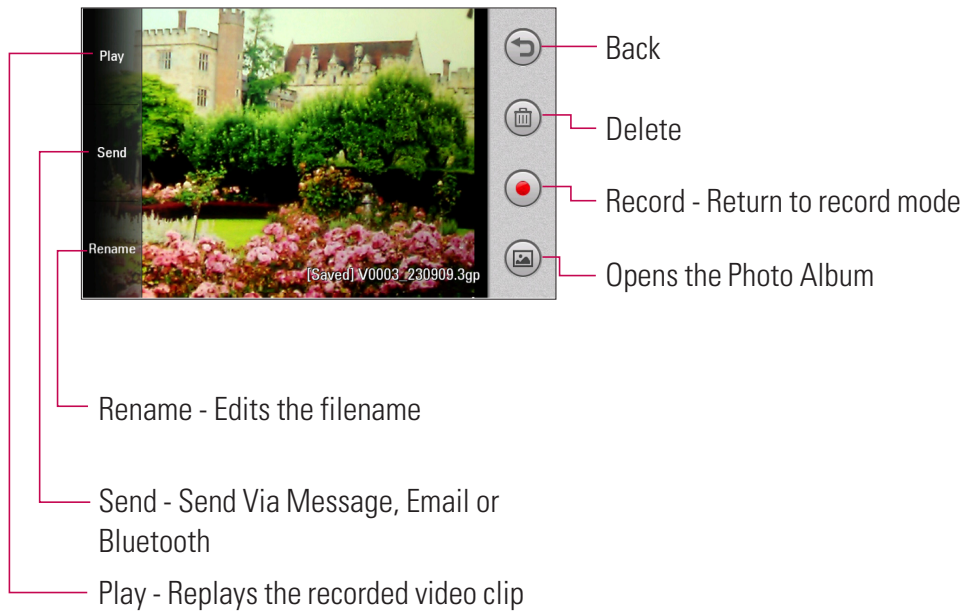 Play
Send
Rename
[Saved] V0003_230909.3gp
Back
Delete
Record - Return to record mode
Opens the Photo Album
Rename - Edits the filename
Send - Send Via Message, Email or
Bluetooth
Play - Replays the recorded video clip